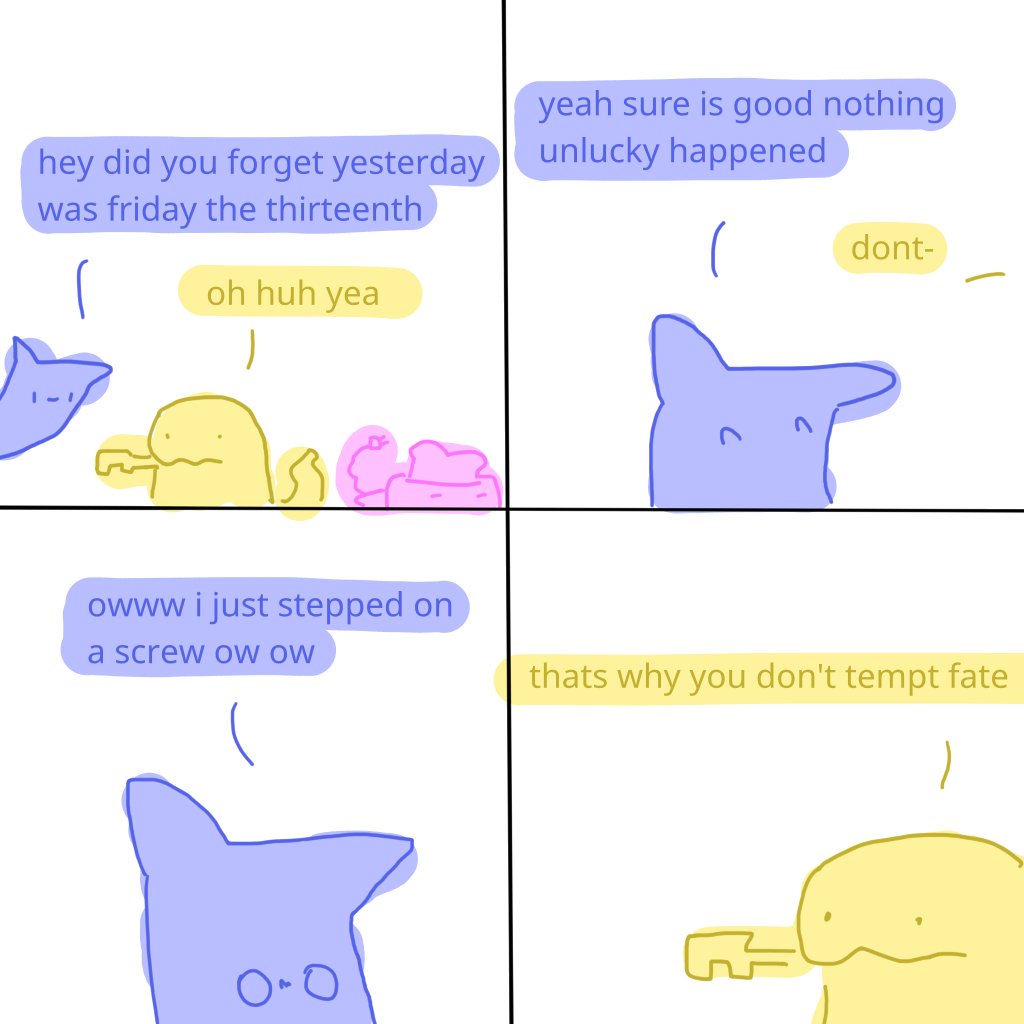 hey did you forget yesterday
was friday the thirteenth
oh huh yea
yeah sure is good nothing
unlucky happened
dont-
owww i just stepped on
a screw ow ow
thats why you don't tempt fate